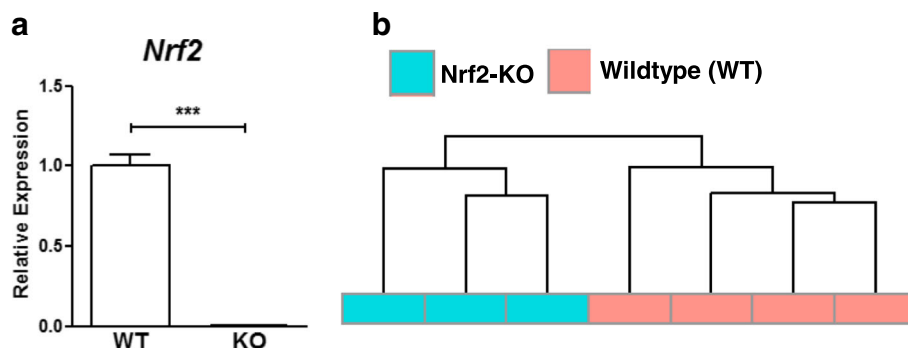 a
Nrf2
1.5
***
1.0
0.5
0.0
Relative Expression
WT KO
b
Nrf2-KO Wildtype (WT)